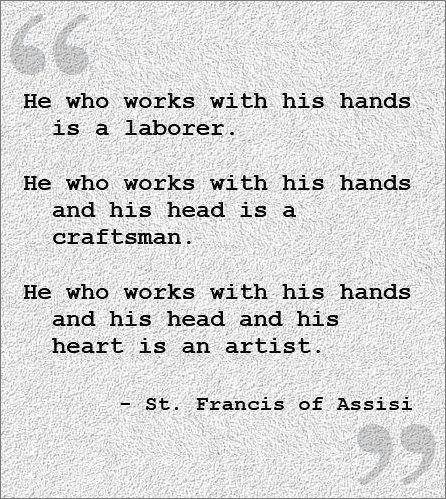 He who works with his hands
is a laborer.
He who works with his hands
and his head is a
craftsman.
He who works with his hands
and his head and his
heart is an artist.
- St. Francis of Assisi